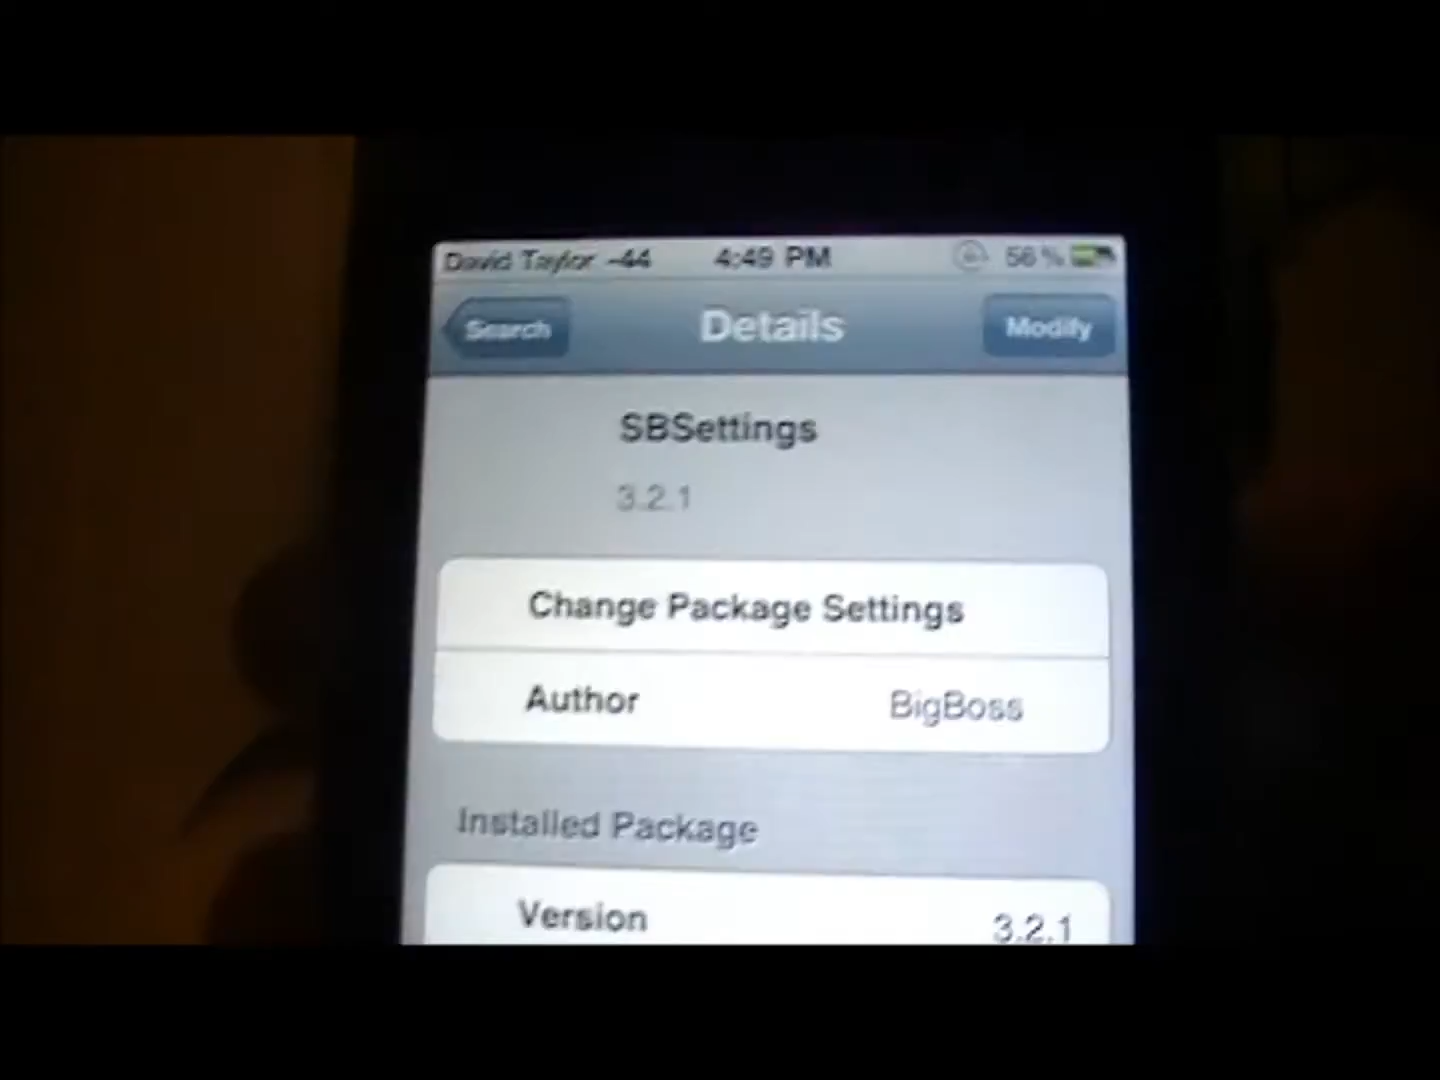 David Taylor -44 4:49 PM 56%
Search Details Modify
SBSettings
3.2.1
Change Package Settings
Author BigBoss
Installed Package
Version 3.2.1